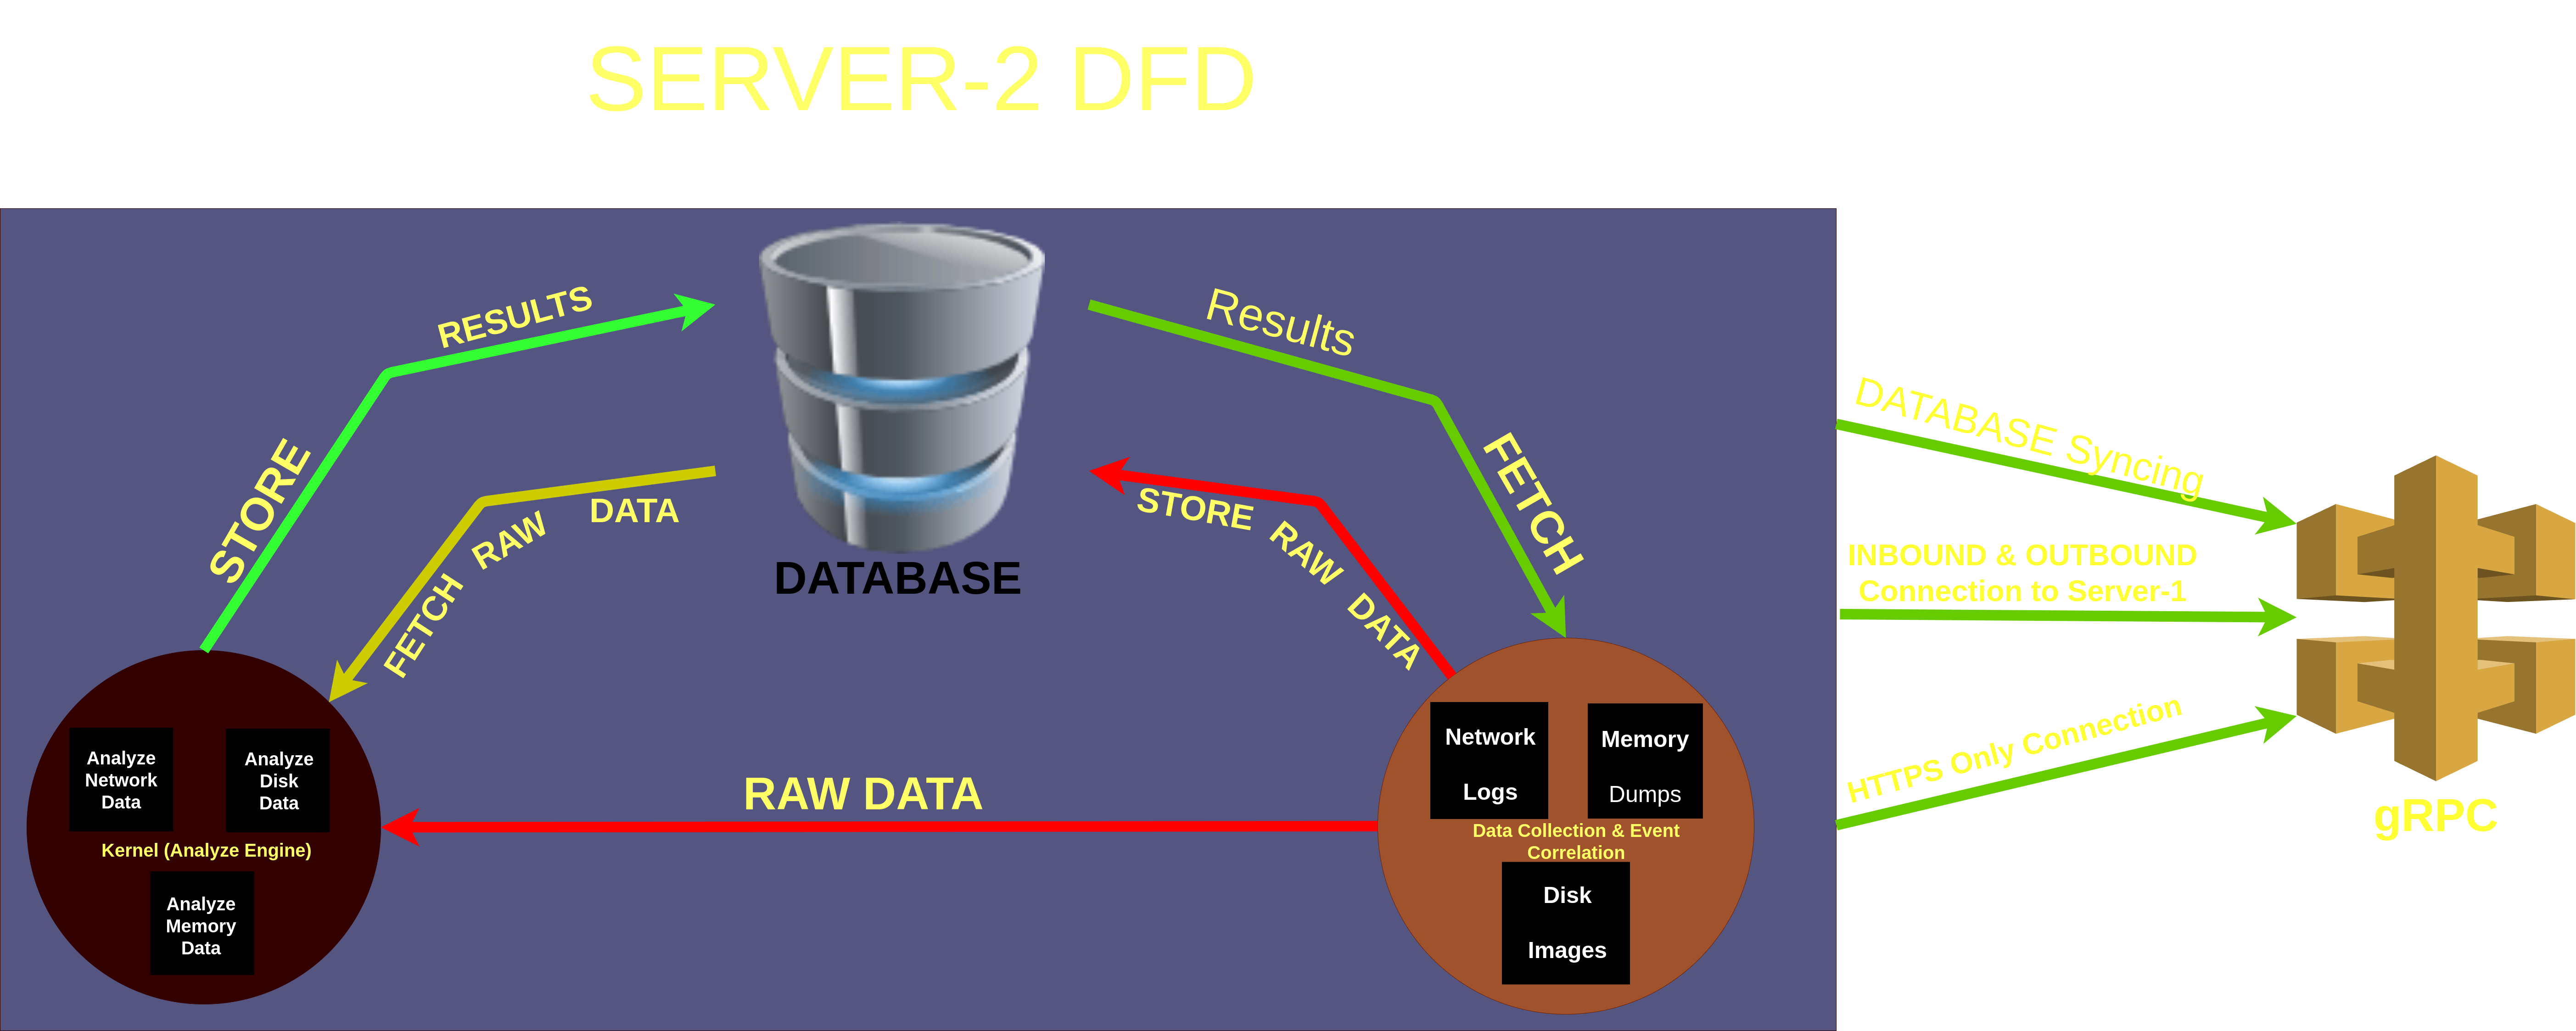 SERVER-2 DFD
RESULTS
STORE
FETCH
RAW
DATA
DATABASE
Results
FETCH
STORE
RAW
DATA
RAW DATA
Analyze
Network
Data
Analyze
Disk
Data
Kernel (Analyze Engine)
Analyze
Memory
Data
Network
Logs
Memory
Dumps
Data Collection & Event
Correlation
Disk
Images
DATABASE Syncing
INBOUND & OUTBOUND
Connection to Server-1
HTTPS Only Connection
gRPC